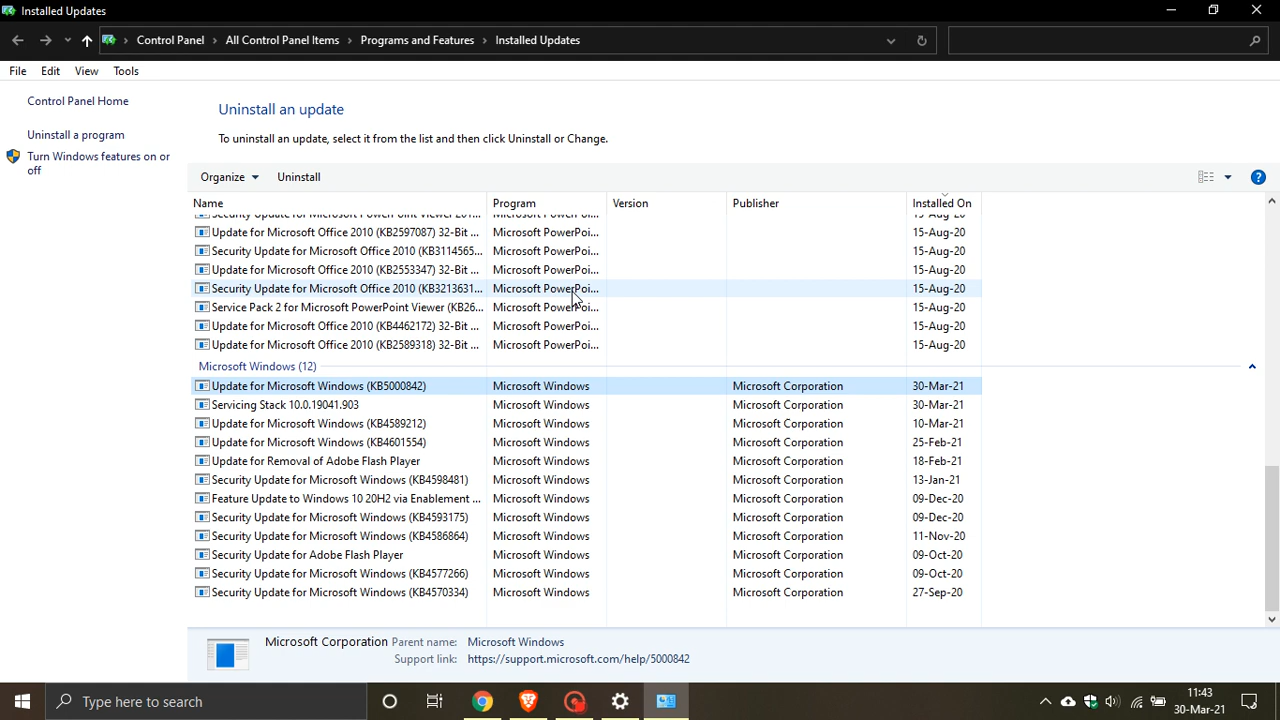 Installed Updates
Control Panel > All Control Panel Items > Programs and Features > Installed Updates
File Edit View Tools
Control Panel Home
Uninstall a program
Turn Windows features on or
off
Uninstall an update
To uninstall an update, select it from the list and then click Uninstall or Change.
Organize Uninstall
Name Program Version Publisher Installed On
Security Update for Microsoft PowerPoint Viewer 201... Microsoft PowerPoi... 15-Aug-20
Update for Microsoft Office 2010 (KB2597087) 32-Bit ... Microsoft PowerPoi... 15-Aug-20
Security Update for Microsoft Office 2010 (KB3114565... Microsoft PowerPoi... 15-Aug-20
Update for Microsoft Office 2010 (KB2553347) 32-Bit ... Microsoft PowerPoi... 15-Aug-20
Security Update for Microsoft Office 2010 (KB3213631... Microsoft PowerPoi... 15-Aug-20
Service Pack 2 for Microsoft PowerPoint Viewer (KB26... Microsoft PowerPoi... 15-Aug-20
Update for Microsoft Office 2010 (KB4462172) 32-Bit ... Microsoft PowerPoi... 15-Aug-20
Update for Microsoft Office 2010 (KB2589318) 32-Bit ... Microsoft PowerPoi... 15-Aug-20
Microsoft Windows (12)
Update for Microsoft Windows (KB5000842) Microsoft Windows Microsoft Corporation 30-Mar-21
Servicing Stack 10.0.19041.903 Microsoft Windows Microsoft Corporation 30-Mar-21
Update for Microsoft Windows (KB4589212) Microsoft Windows Microsoft Corporation 10-Mar-21
Update for Microsoft Windows (KB4601554) Microsoft Windows Microsoft Corporation 25-Feb-21
Update for Removal of Adobe Flash Player Microsoft Windows Microsoft Corporation 18-Feb-21
Security Update for Microsoft Windows (KB4598481) Microsoft Windows Microsoft Corporation 13-Jan-21
Feature Update to Windows 10 20H2 via Enablement ... Microsoft Windows Microsoft Corporation 09-Dec-20
Security Update for Microsoft Windows (KB4593175) Microsoft Windows Microsoft Corporation 09-Dec-20
Security Update for Microsoft Windows (KB4586864) Microsoft Windows Microsoft Corporation 11-Nov-20
Security Update for Adobe Flash Player Microsoft Windows Microsoft Corporation 09-Oct-20
Security Update for Microsoft Windows (KB4577266) Microsoft Windows Microsoft Corporation 09-Oct-20
Security Update for Microsoft Windows (KB4570334) Microsoft Windows Microsoft Corporation 27-Sep-20
Microsoft Corporation Parent name: Microsoft Windows
Support link: https://support.microsoft.com/help/5000842
Type here to search
11:43
30-Mar-21